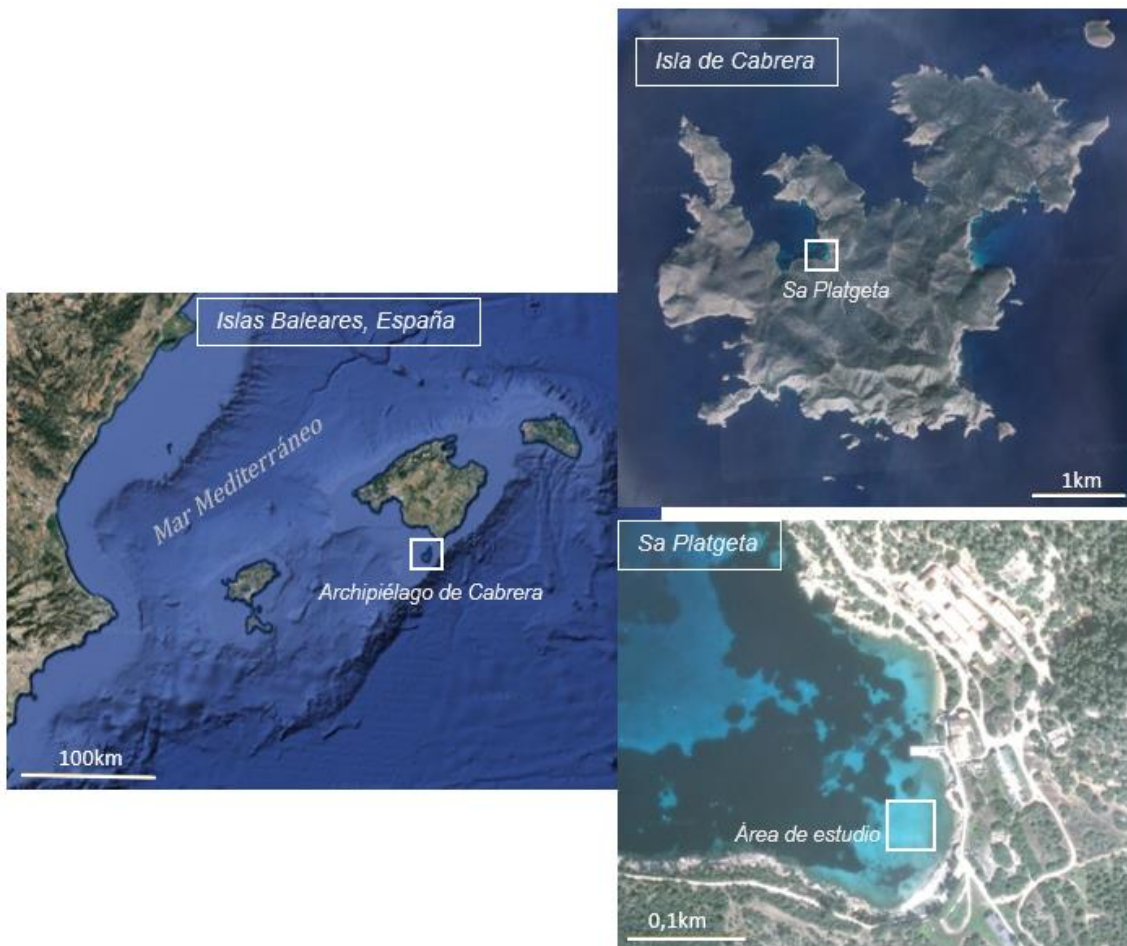 Isla de Cabrera
Sa Platgeta
1km
Islas Baleares, España
Mar Mediterráneo
Archipiélago de Cabrera
100km
Sa Platgeta
Área de estudio
0,1km